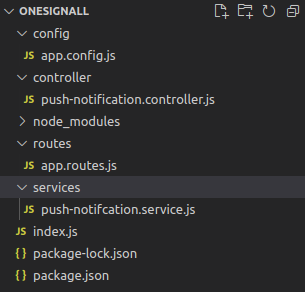 ONESIGNALL
config
JS app.config.js
controller
JS push-notification.controller.js
node_modules
routes
JS app.routes.js
services
JS push-notifcation.service.js
JS index.js
{} package-lock.json
{} package.json